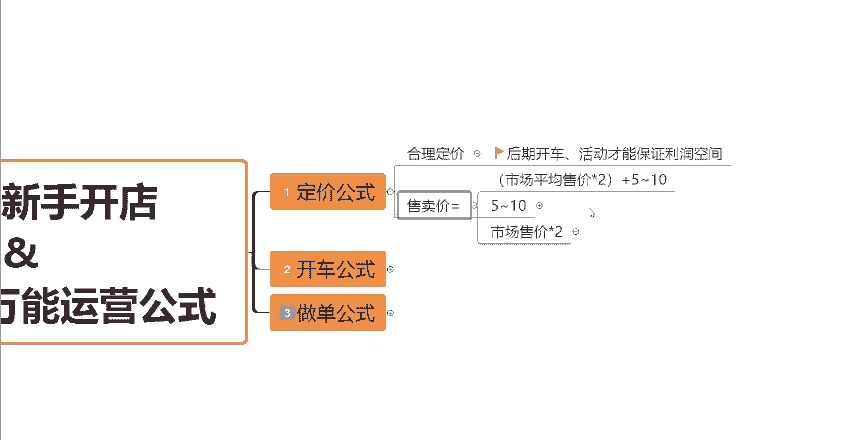 新手开店
&
万能运营公式
1 定价公式
合理定价
后期开车、活动才能保证利润空间
售卖价=
（市场平均售价*2）+5~10
5~10
市场售价*2
2 开车公式
3 做单公式